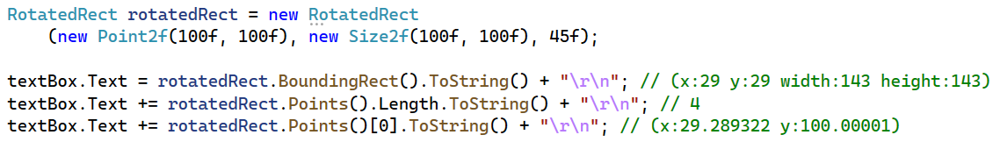 RotatedRect rotatedRect = new RotatedRect
    (new Point2f(100f, 100f), new Size2f(100f, 100f), 45f);

textBox.Text = rotatedRect.BoundingRect().ToString() + "\r\n"; // (x:29 y:29 width:143 height:143)
textBox.Text += rotatedRect.Points().Length.ToString() + "\r\n"; // 4
textBox.Text += rotatedRect.Points()[0].ToString() + "\r\n"; // (x:29.289322 y:100.00001)